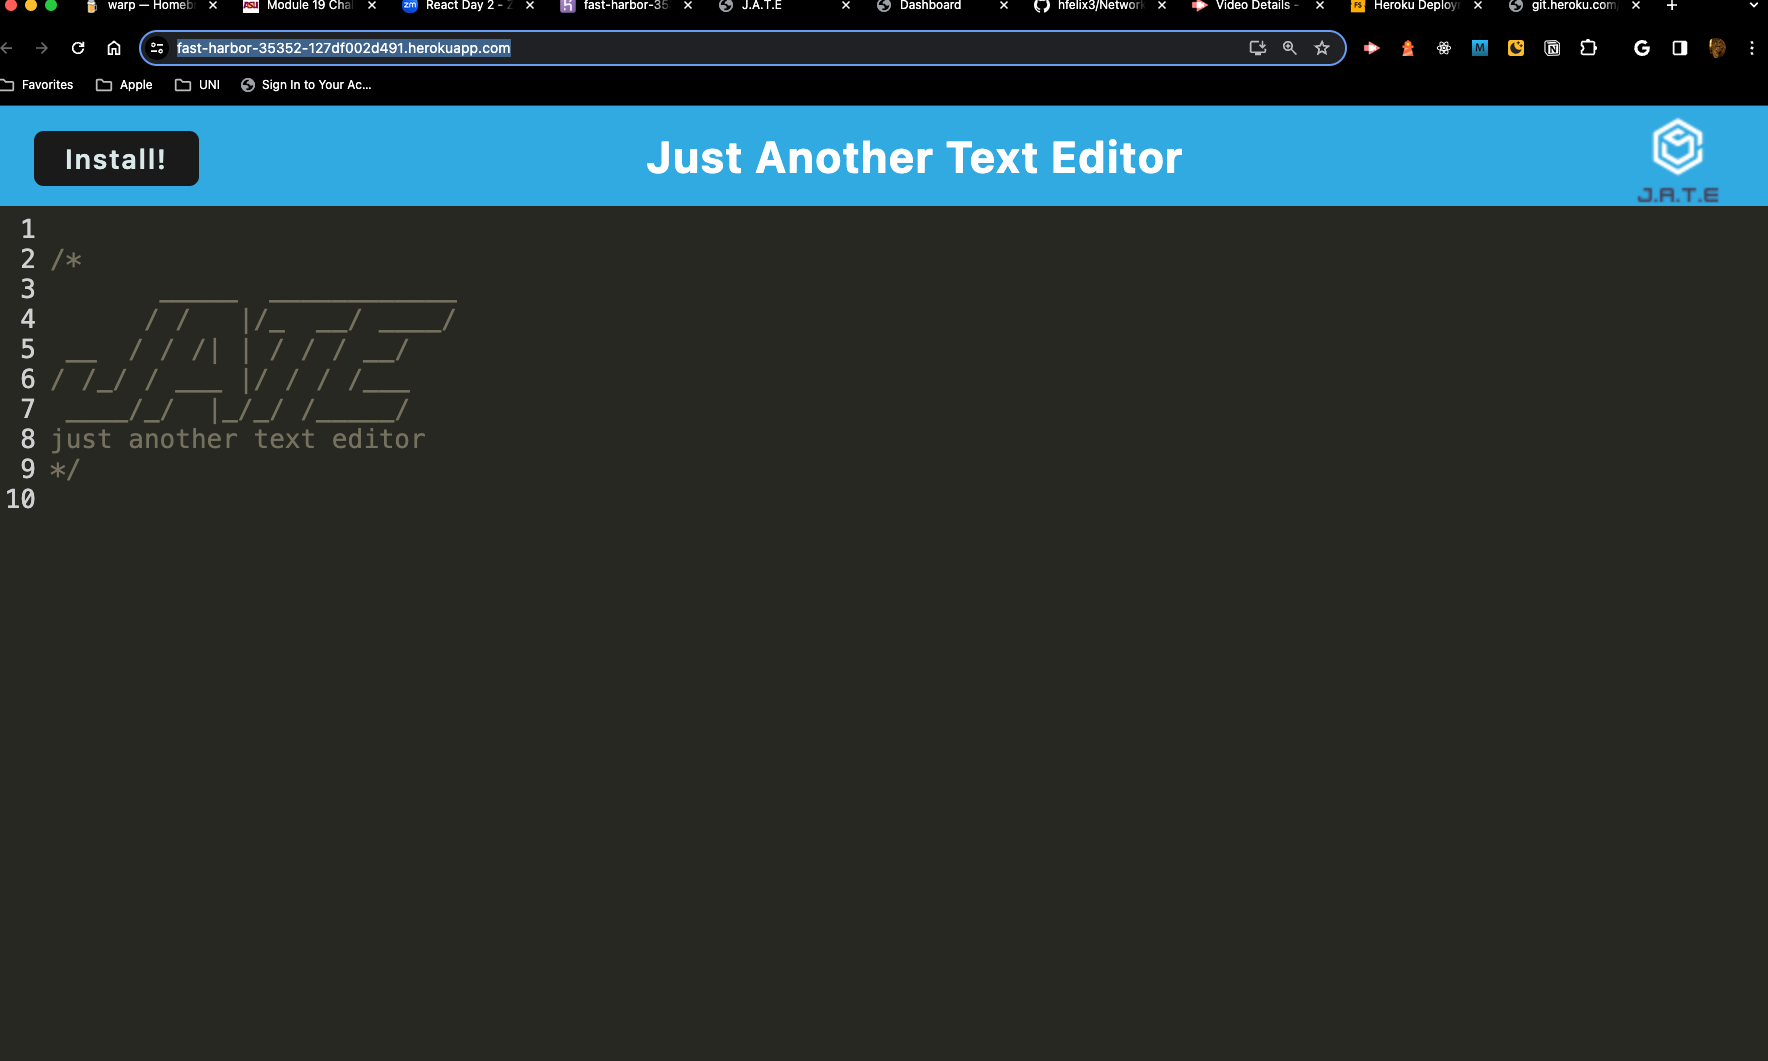 warp — Homeb
Module 19 Chal
React Day 2 - Z
fast-harbor-35
J.A.T.E
Dashboard
hfelix3/Network
Video Details -
Heroku Deploy
git.heroku.com/
fast-harbor-35352-127df002d491.herokuapp.com
Favorites
Apple
UNI
Sign In to Your Ac...
Install!
Just Another Text Editor
J.A.T.E
1
2 /*
3        ______  ____________
4       / /    |/_  __/ ____/
5  __  / / /| | / / / __/
6 / /_/ / ___ |/ / / /___
7  ____/_/  |_/_/ /_____/
8 just another text editor
9 */
10